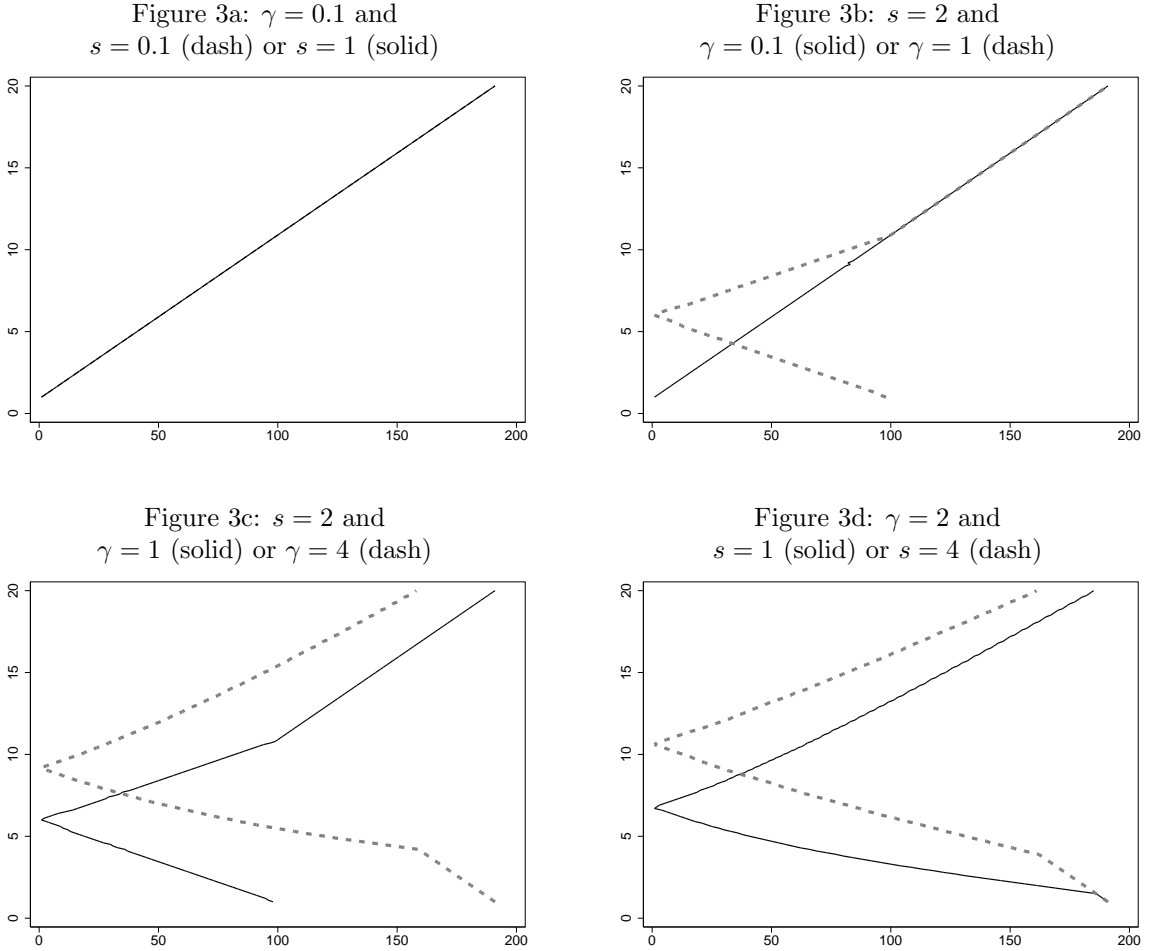 Figure 3a: γ = 0.1 and
s = 0.1 (dash) or s = 1 (solid)
Figure 3b: s = 2 and
γ = 0.1 (solid) or γ = 1 (dash)
20
15
10
5
0
0 50 100 150 200
20
15
10
5
0
0 50 100 150 200
Figure 3c: s = 2 and
γ = 1 (solid) or γ = 4 (dash)
Figure 3d: γ = 2 and
s = 1 (solid) or s = 4 (dash)
20
15
10
5
0
0 50 100 150 200
20
15
10
5
0
0 50 100 150 200